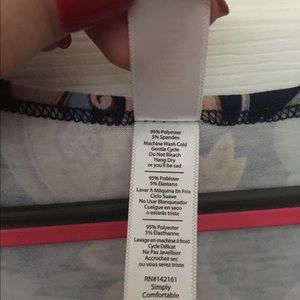 95% Polyester
5% Spandex
Machine Wash Cold
Gentle Cycle
Do Not Bleach
Hang Dry
or you'll be sad
95% Poliéster
5% Elastano
Lavar A Máquina En Fria
Ciclo Suave
No Usar Blanqueador
Cuelgue en seco
o estarás triste
95% Polyester
5% Élasthanne
Lavage en machine à froid
Cycle Délicat
Ne Pas Javelliser
Accrochez sec
ou vous serez triste
RN#142161
Simply
Comfortable